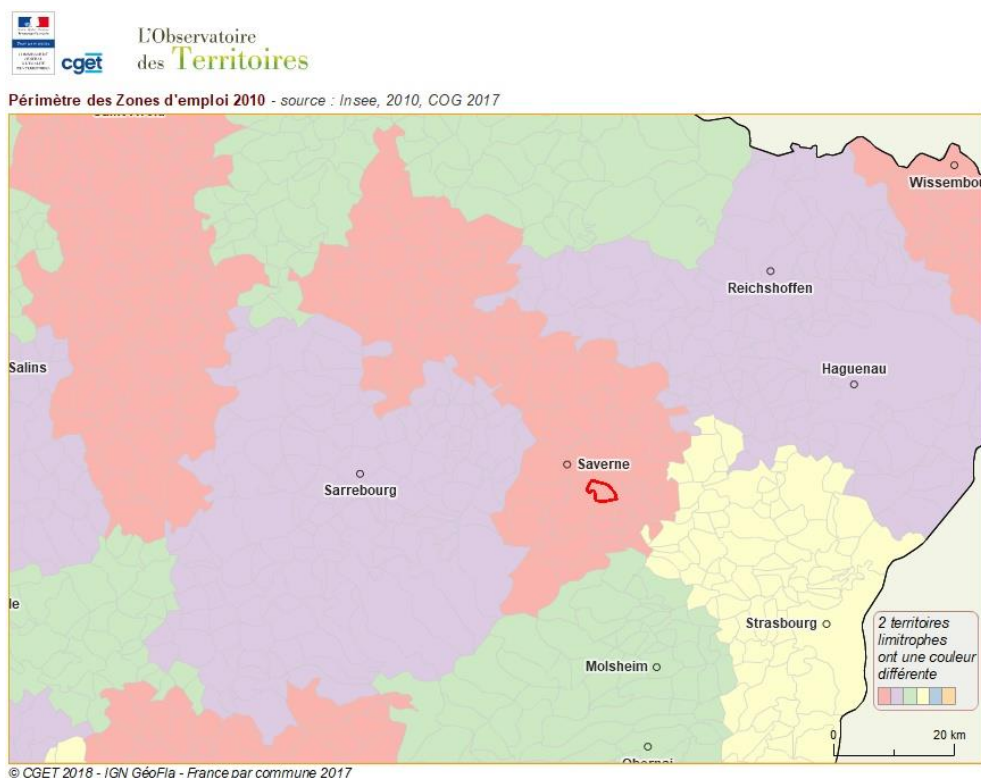 cget
L'Observatoire
des Territoires
Périmètre des Zones d'emploi 2010 - source : Insee, 2010, COG 2017
Wissembou
Reichshoffen
Salins
Haguenau
Saverne
Sarrebourg
le
Strasbourg
Molsheim
Obernai
2 territoires
limitrophes
ont une couleur
différente
0 20 km
© CGET 2018 - IGN GéoFla - France par commune 2017